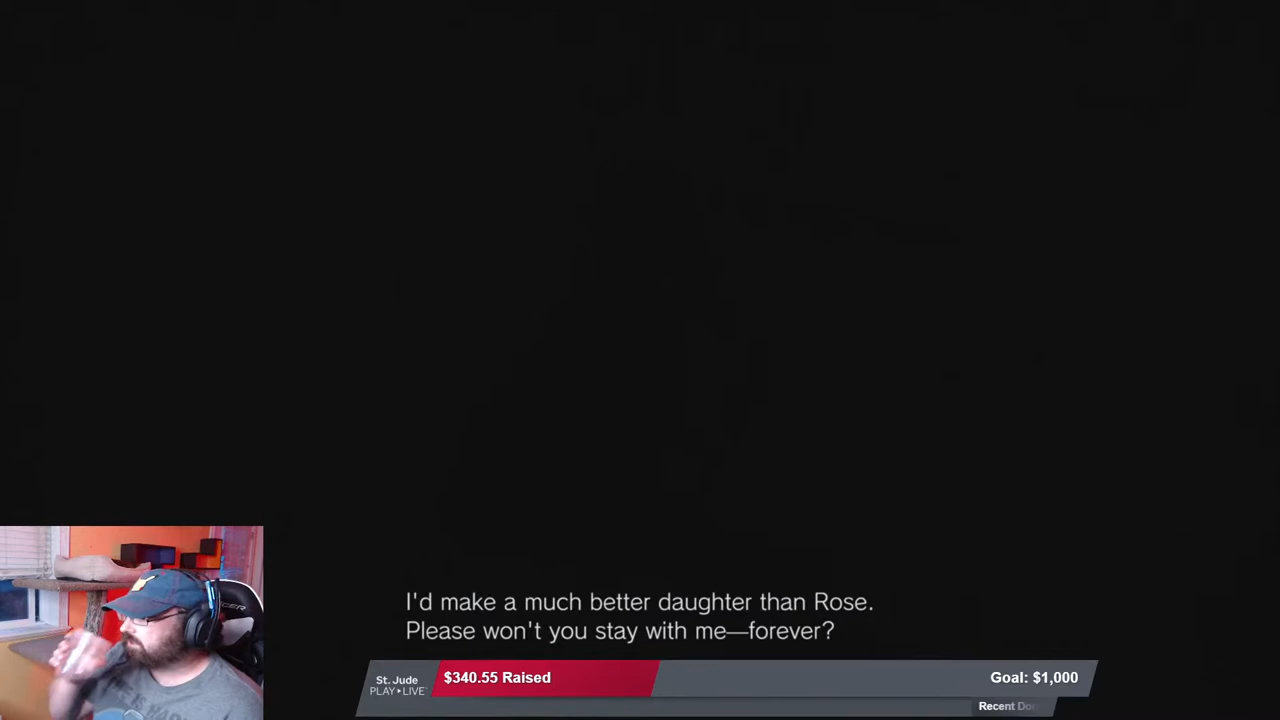 I'd make a much better daughter than Rose.
Please won't you stay with me—forever?
St. Jude
PLAY LIVE
$340.55 Raised
Goal: $1,000
Recent